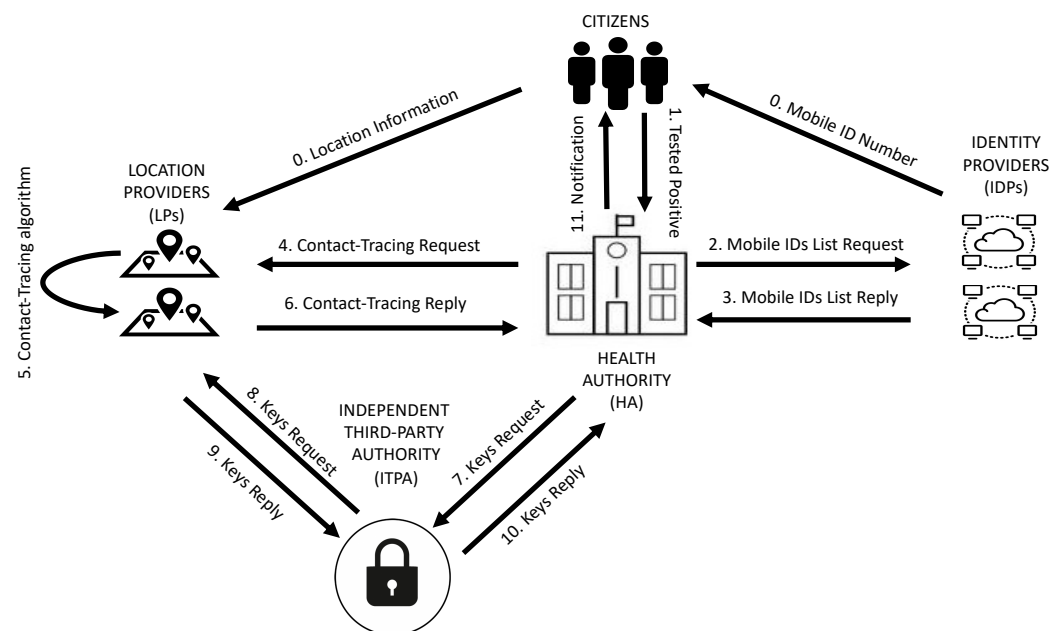 CITIZENS
0. Location Information
0. Mobile ID Number
11. Notification
1. Tested Positive
IDENTITY
PROVIDERS
(IDPs)
LOCATION
PROVIDERS
(LPs)
5. Contact-Tracing algorithm
4. Contact-Tracing Request
2. Mobile IDs List Request
6. Contact-Tracing Reply
3. Mobile IDs List Reply
HEALTH
AUTHORITY
(HA)
8. Keys Request
9. Keys Reply
INDEPENDENT
THIRD-PARTY
AUTHORITY
(ITPA)
7. Keys Request
10. Keys Reply